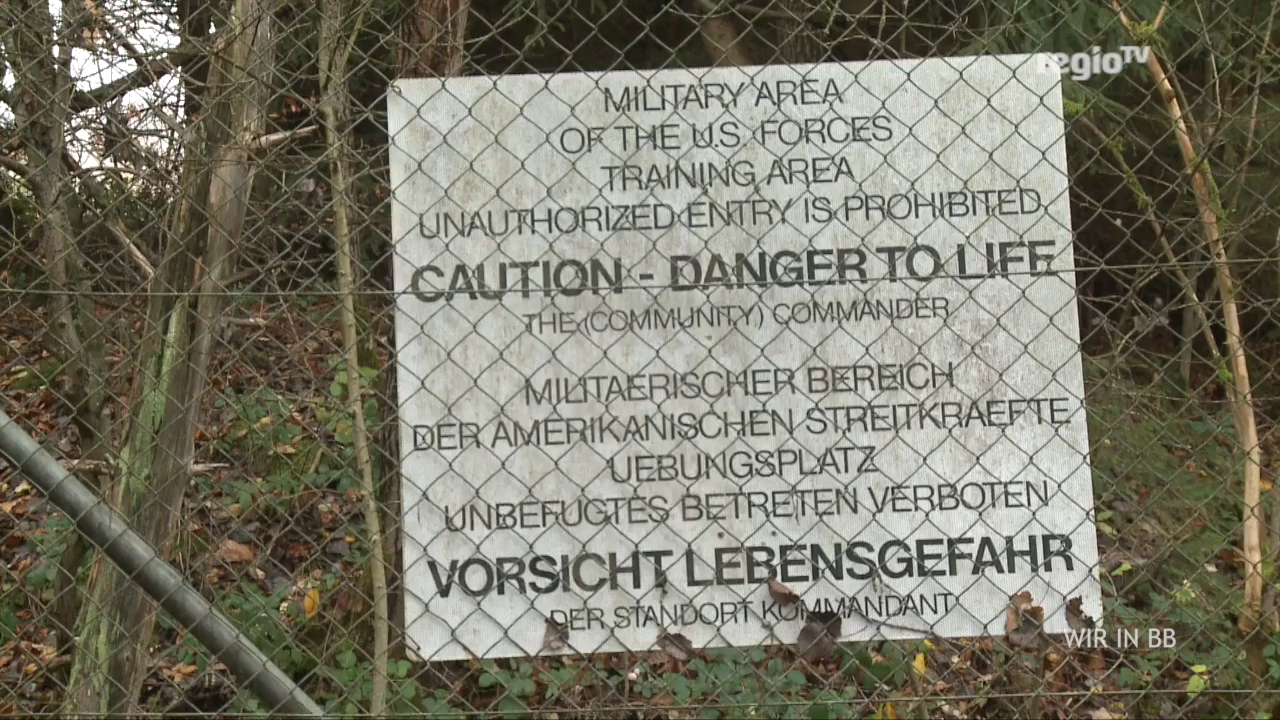 regioTV
MILITARY AREA
OF THE U.S. FORCES
TRAINING AREA
UNAUTHORIZED ENTRY IS PROHIBITED
CAUTION - DANGER TO LIFE
THE (COMMUNITY) COMMANDER
MILITAERISCHER BEREICH
DER AMERIKANISCHEN STREITKRAEFTE
UEBUNGSPLATZ
UNBEFUGTES BETRETEN VERBOTEN
VORSICHT LEBENSGEFAHR
DER STANDORT KOMMANDANT
WIR IN BB